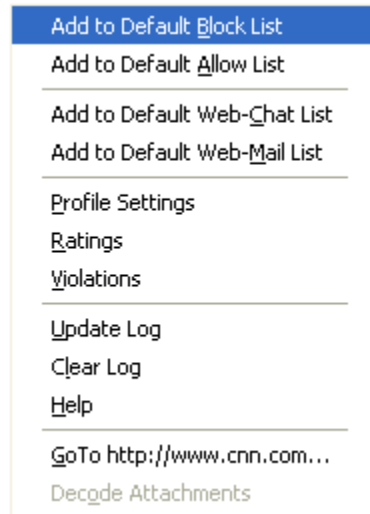 Add to Default Block List
Add to Default Allow List
Add to Default Web-Chat List
Add to Default Web-Mail List
Profile Settings
Ratings
Violations
Update Log
Clear Log
Help
GoTo http://www.cnn.com...
Decode Attachments